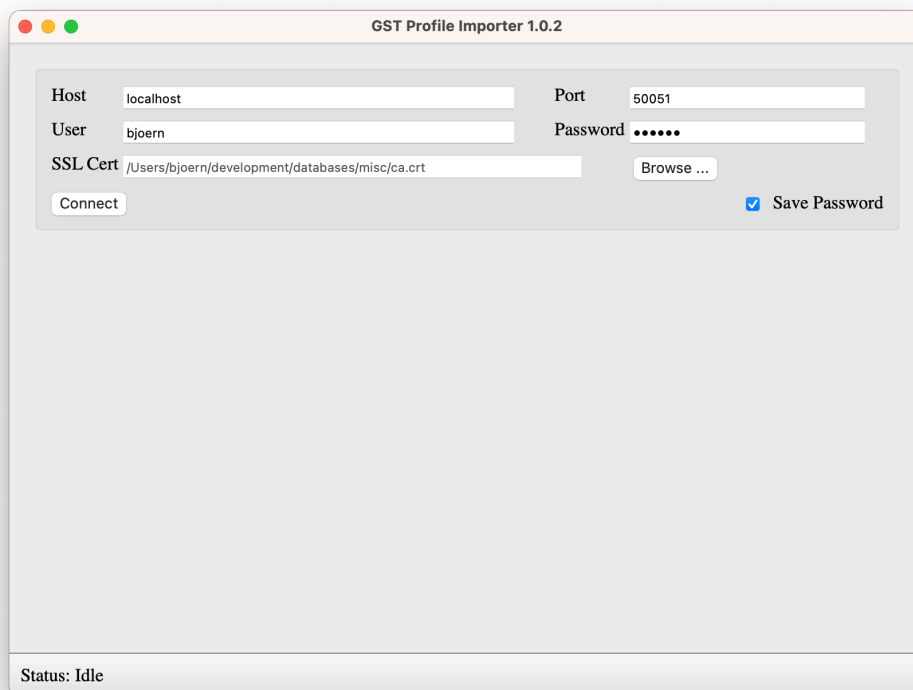 GST Profile Importer 1.0.2
Host localhost Port 50051
User bjoern Password ••••••
SSL Cert /Users/bjoern/development/databases/misc/ca.crt Browse ...
Connect Save Password
Status: Idle